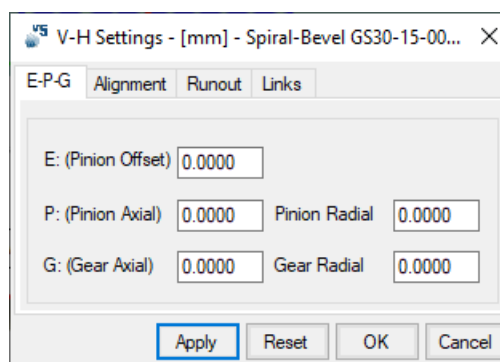 V-H Settings - [mm] - Spiral-Bevel GS30-15-00...
E-P-G Alignment Runout Links
E: (Pinion Offset) 0.0000
P: (Pinion Axial) 0.0000 Pinion Radial 0.0000
G: (Gear Axial) 0.0000 Gear Radial 0.0000
Apply Reset OK Cancel